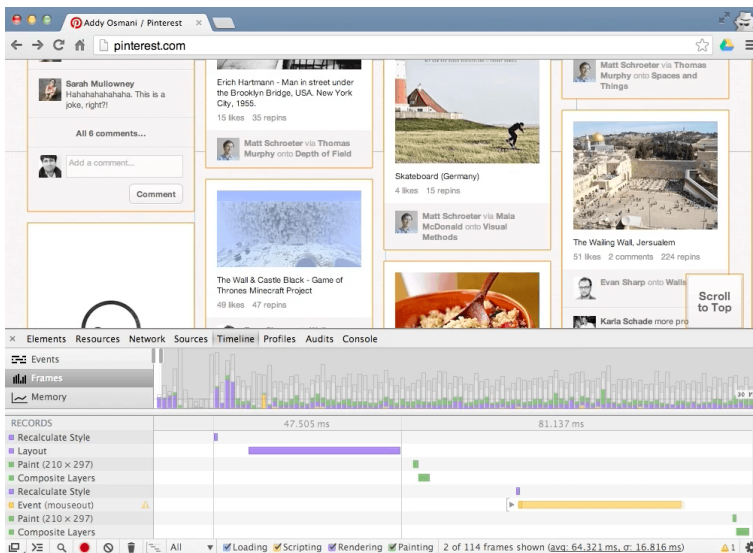 Addy Osmani / Pinterest
pinterest.com
Sarah Mullowney
Hahahahahahaha. This is a
joke, right?!
All 6 comments...
Add a comment...
Comment
Erich Hartmann - Man in street under
the Brooklyn Bridge, USA. New York
City, 1955.
15 likes 35 repins
Matt Schroeter via Thomas
Murphy onto Depth of Field
The Wall & Castle Black - Game of
Thrones Minecraft Project
49 likes 47 repins
Skateboard (Germany)
4 likes 15 repins
Matt Schroeter via Maia
McDonald onto Visual
Methods
Matt Schroeter via Thomas
Murphy onto Spaces and
Things
The Wailing Wall, Jersualem
51 likes 2 comments 224 repins
Evan Sharp onto Walls
Karla Schade more pro
Scroll
to Top
× Elements Resources Network Sources Timeline Profiles Audits Console
Events
Frames
Memory
30 F
RECORDS
47.505 ms 81.137 ms
Recalculate Style
Layout
Paint (210 × 297)
Composite Layers
Recalculate Style
Event (mouseout)
Paint (210 × 297)
Composite Layers
All Loading Scripting Rendering Painting 2 of 114 frames shown (avg: 64.321 ms, σ: 16.816 ms) 1